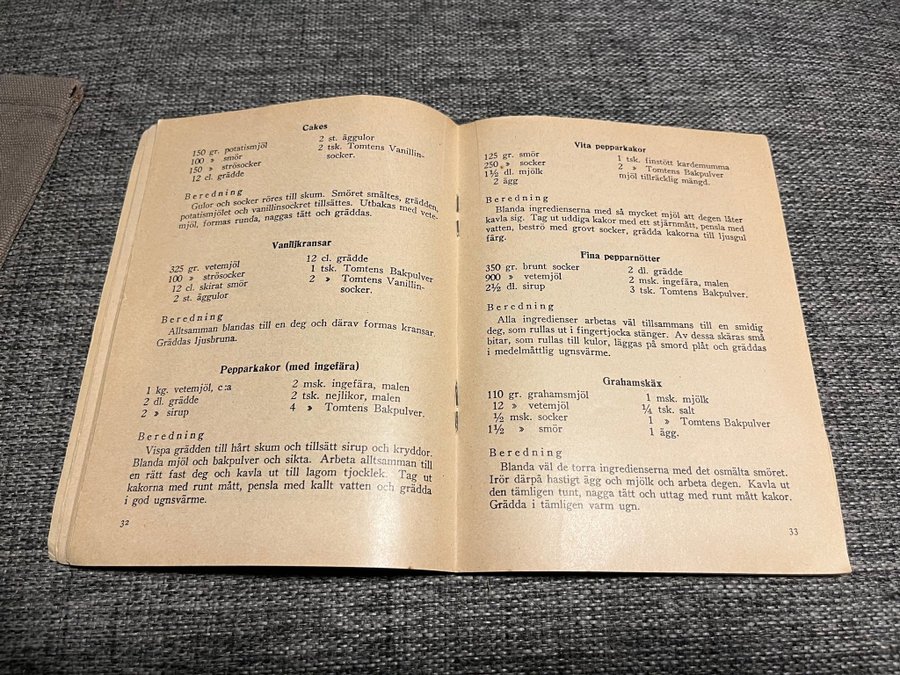 Cakes
150 gr. potatismjöl
100 » smör
150 » strösocker
12 cl. grädde
2 st. äggulor
2 tsk. Tomtens Vanillin-
socker.
Beredning
Gulor och socker röres till skum. Smöret smältes, grädden,
potatismjölet och vanillinsockret tillsättes. Utbakas med vete-
mjöl, formas runda, naggas tätt och gräddas.
Vaniljkransar
325 gr. vetemjöl
100 » strösocker
12 cl. skirat smör
2 st. äggulor
12 cl. grädde
1 tsk. Tomtens Bakpulver
2 » Tomtens Vanillin-
socker.
Beredning
Alltsamman blandas till en deg och därav formas kransar.
Gräddas ljusbruna.
Pepparkakor (med ingefära)
1 kg. vetemjöl, c:a
2 dl. grädde
2 » sirup
2 msk. ingefära, malen
2 tsk. nejlikor, malen
4 » Tomtens Bakpulver.
Beredning
Vispa grädden till hårt skum och tillsätt sirup och kryddor.
Blanda mjöl och bakpulver och sikta. Arbeta alltsamman till
en rätt fast deg och kavla ut till lagom tjocklek. Tag ut
kakorna med runt mått, pensla med kallt vatten och grädda
i god ugnsvärme.
32
Vita pepparkakor
125 gr. smör
250 » socker
1½ dl. mjölk
2 ägg
1 tsk. finstött kardemumma
2 » Tomtens Bakpulver
mjöl tillräcklig mängd.
Beredning
Blanda ingredienserna med så mycket mjöl att degen låter
kavla sig. Tag ut uddiga kakor med ett stjärnmått, pensla med
vatten, beströ med grovt socker, grädda kakorna till ljusgul
färg.
Fina pepparnötter
350 gr. brunt socker
900 » vetemjöl
2½ dl. sirup
2 dl. grädde
2 msk. ingefära, malen
3 tsk. Tomtens Bakpulver.
Beredning
Alla ingredienser arbetas väl tillsammans till en smidig
deg, som rullas ut i fingertjocka stänger. Av dessa skäras små
bitar, som rullas till kulor, läggas på smord plåt och gräddas
i medelmåttlig ugnsvärme.
Grahamskäx
110 gr. grahamsmjöl
12 » vetemjöl
½ msk. socker
1½ » smör
1 msk. mjölk
¼ tsk. salt
1 » Tomtens Bakpulver
1 ägg.
Beredning
Blanda väl de torra ingredienserna med det osmälta smöret.
Irör därpå hastigt ägg och mjölk och arbeta degen. Kavla ut
den tämligen tunt, nagga tätt och uttag med runt mått kakor.
Grädda i tämligen varm ugn.
33